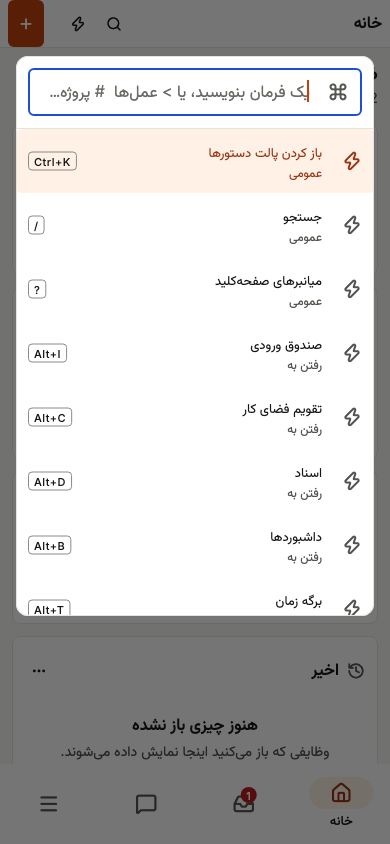 خانه
یک فرمان بنویسید، یا > عمل‌ها # پروژه...
باز کردن پالت دستورها
عمومی
Ctrl+K
جستجو
عمومی
/
میانبرهای صفحه‌کلید
عمومی
?
صندوق ورودی
رفتن به
Alt+I
تقویم فضای کار
رفتن به
Alt+C
اسناد
رفتن به
Alt+D
داشبوردها
رفتن به
Alt+B
برگه زمان
Alt+T
اخیر
هنوز چیزی باز نشده
وظایفی که باز می‌کنید اینجا نمایش داده می‌شوند.
1
خانه